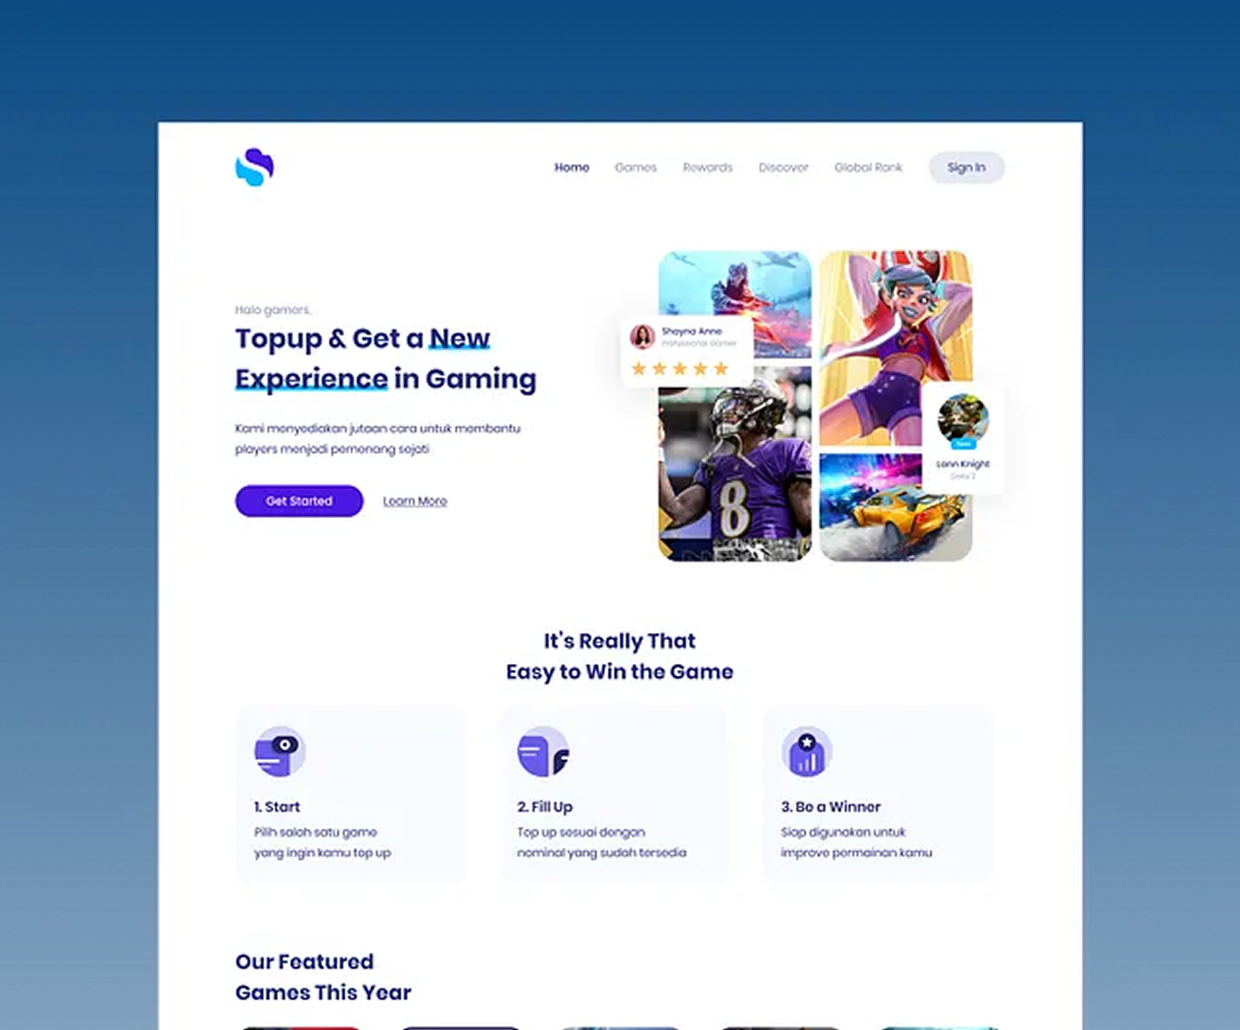 Home Games Rewards Discover Global Rank Sign In
Halo gamers,
Topup & Get a New
Experience in Gaming
Kami menyediakan jutaan cara untuk membantu
players menjadi pemenang sejati
Get Started Learn More
Shayna Anne
Professional Gamer
8
Lann Knight
It's Really That
Easy to Win the Game
1. Start
Pilih salah satu game
yang ingin kamu top up
2. Fill Up
Top up sesuai dengan
nominal yang sudah tersedia
3. Be a Winner
Siap digunakan untuk
improve permainan kamu
Our Featured
Games This Year